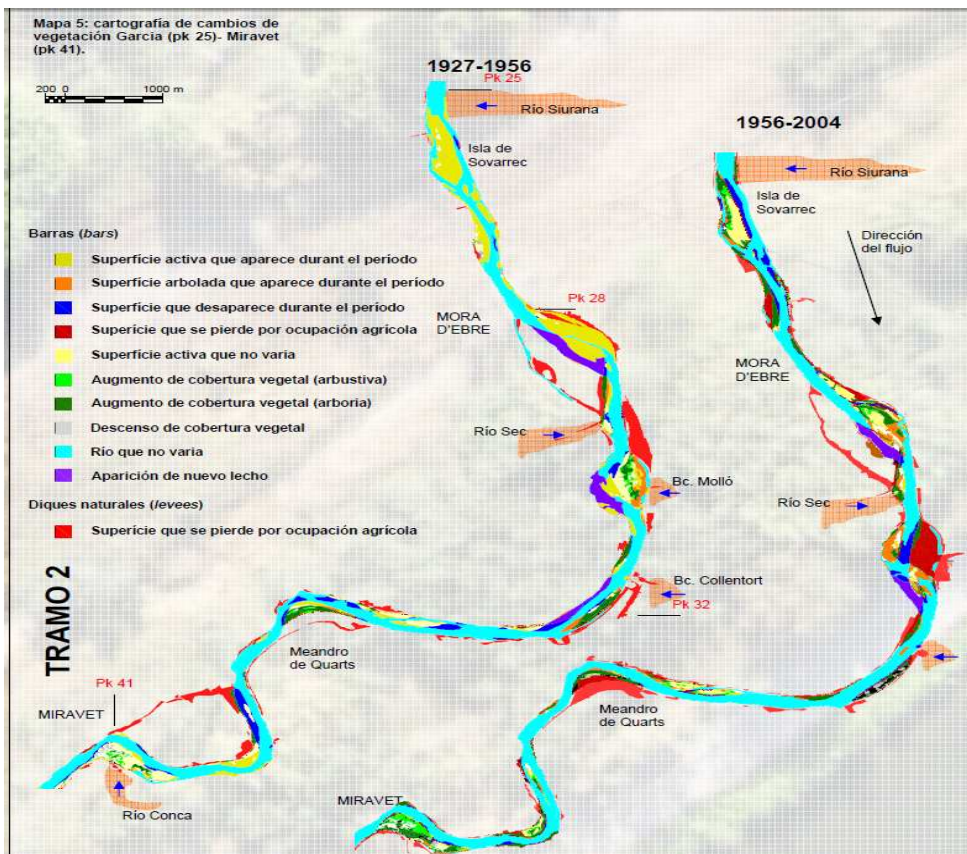 Mapa 5: cartografía de cambios de
vegetación Garcia (pk 25)- Miravet
(pk 41).
200 0 1000 m
1927-1956
Pk 25
Río Siurana
Isla de
Sovarrec
1956-2004
Río Siurana
Isla de
Sovarrec
Dirección
del flujo
Barras (bars)
Superfície activa que aparece durant el período
Superfície arbolada que aparece durante el período
Superfície que desaparece durante el período
Superície que se pierde por ocupación agrícola
Superfície activa que no varia
Augmento de cobertura vegetal (arbustiva)
Augmento de cobertura vegetal (arboria)
Descenso de cobertura vegetal
Río que no varia
Aparición de nuevo lecho
Diques naturales (levees)
Superície que se pierde por ocupación agrícola
Pk 28
MORA
D'EBRE
MORA
D'EBRE
Río Sec
Bc. Molló
Río Sec
Bc. Collentort
Pk 32
TRAMO 2
Meandro
de Quarts
Pk 41
MIRAVET
Meandro
de Quarts
Río Conca
MIRAVET